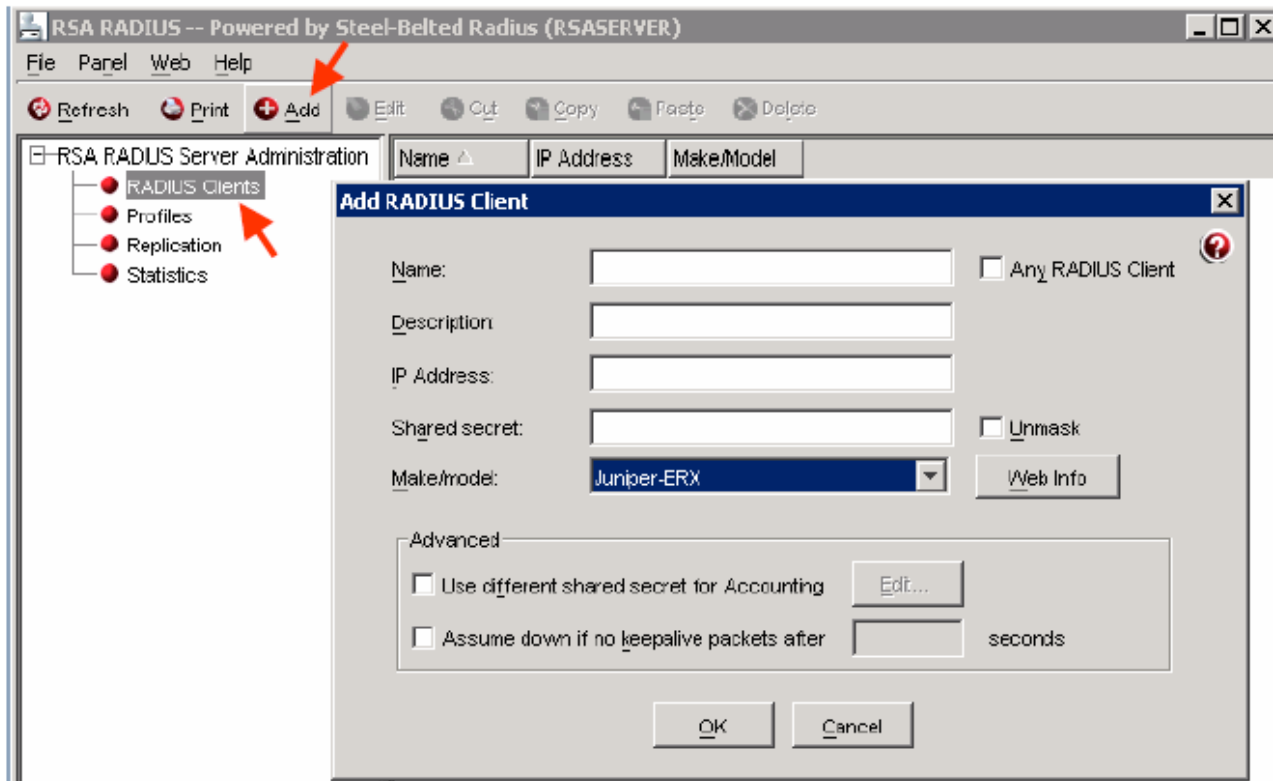 RSA RADIUS -- Powered by Steel-Belted Radius (RSASERVER)
File Panel Web Help
Refresh Print Add Edit Cut Copy Paste Delete
RSA RADIUS Server Administration
Name IP Address Make/Model
RADIUS Clients
Profiles
Replication
Statistics
Add RADIUS Client
Name:
Any RADIUS Client
Description:
IP Address:
Shared secret:
Unmask
Make/model:
Juniper-ERX
Web Info
Advanced
Use different shared secret for Accounting
Edit...
Assume down if no keepalive packets after
seconds
OK
Cancel